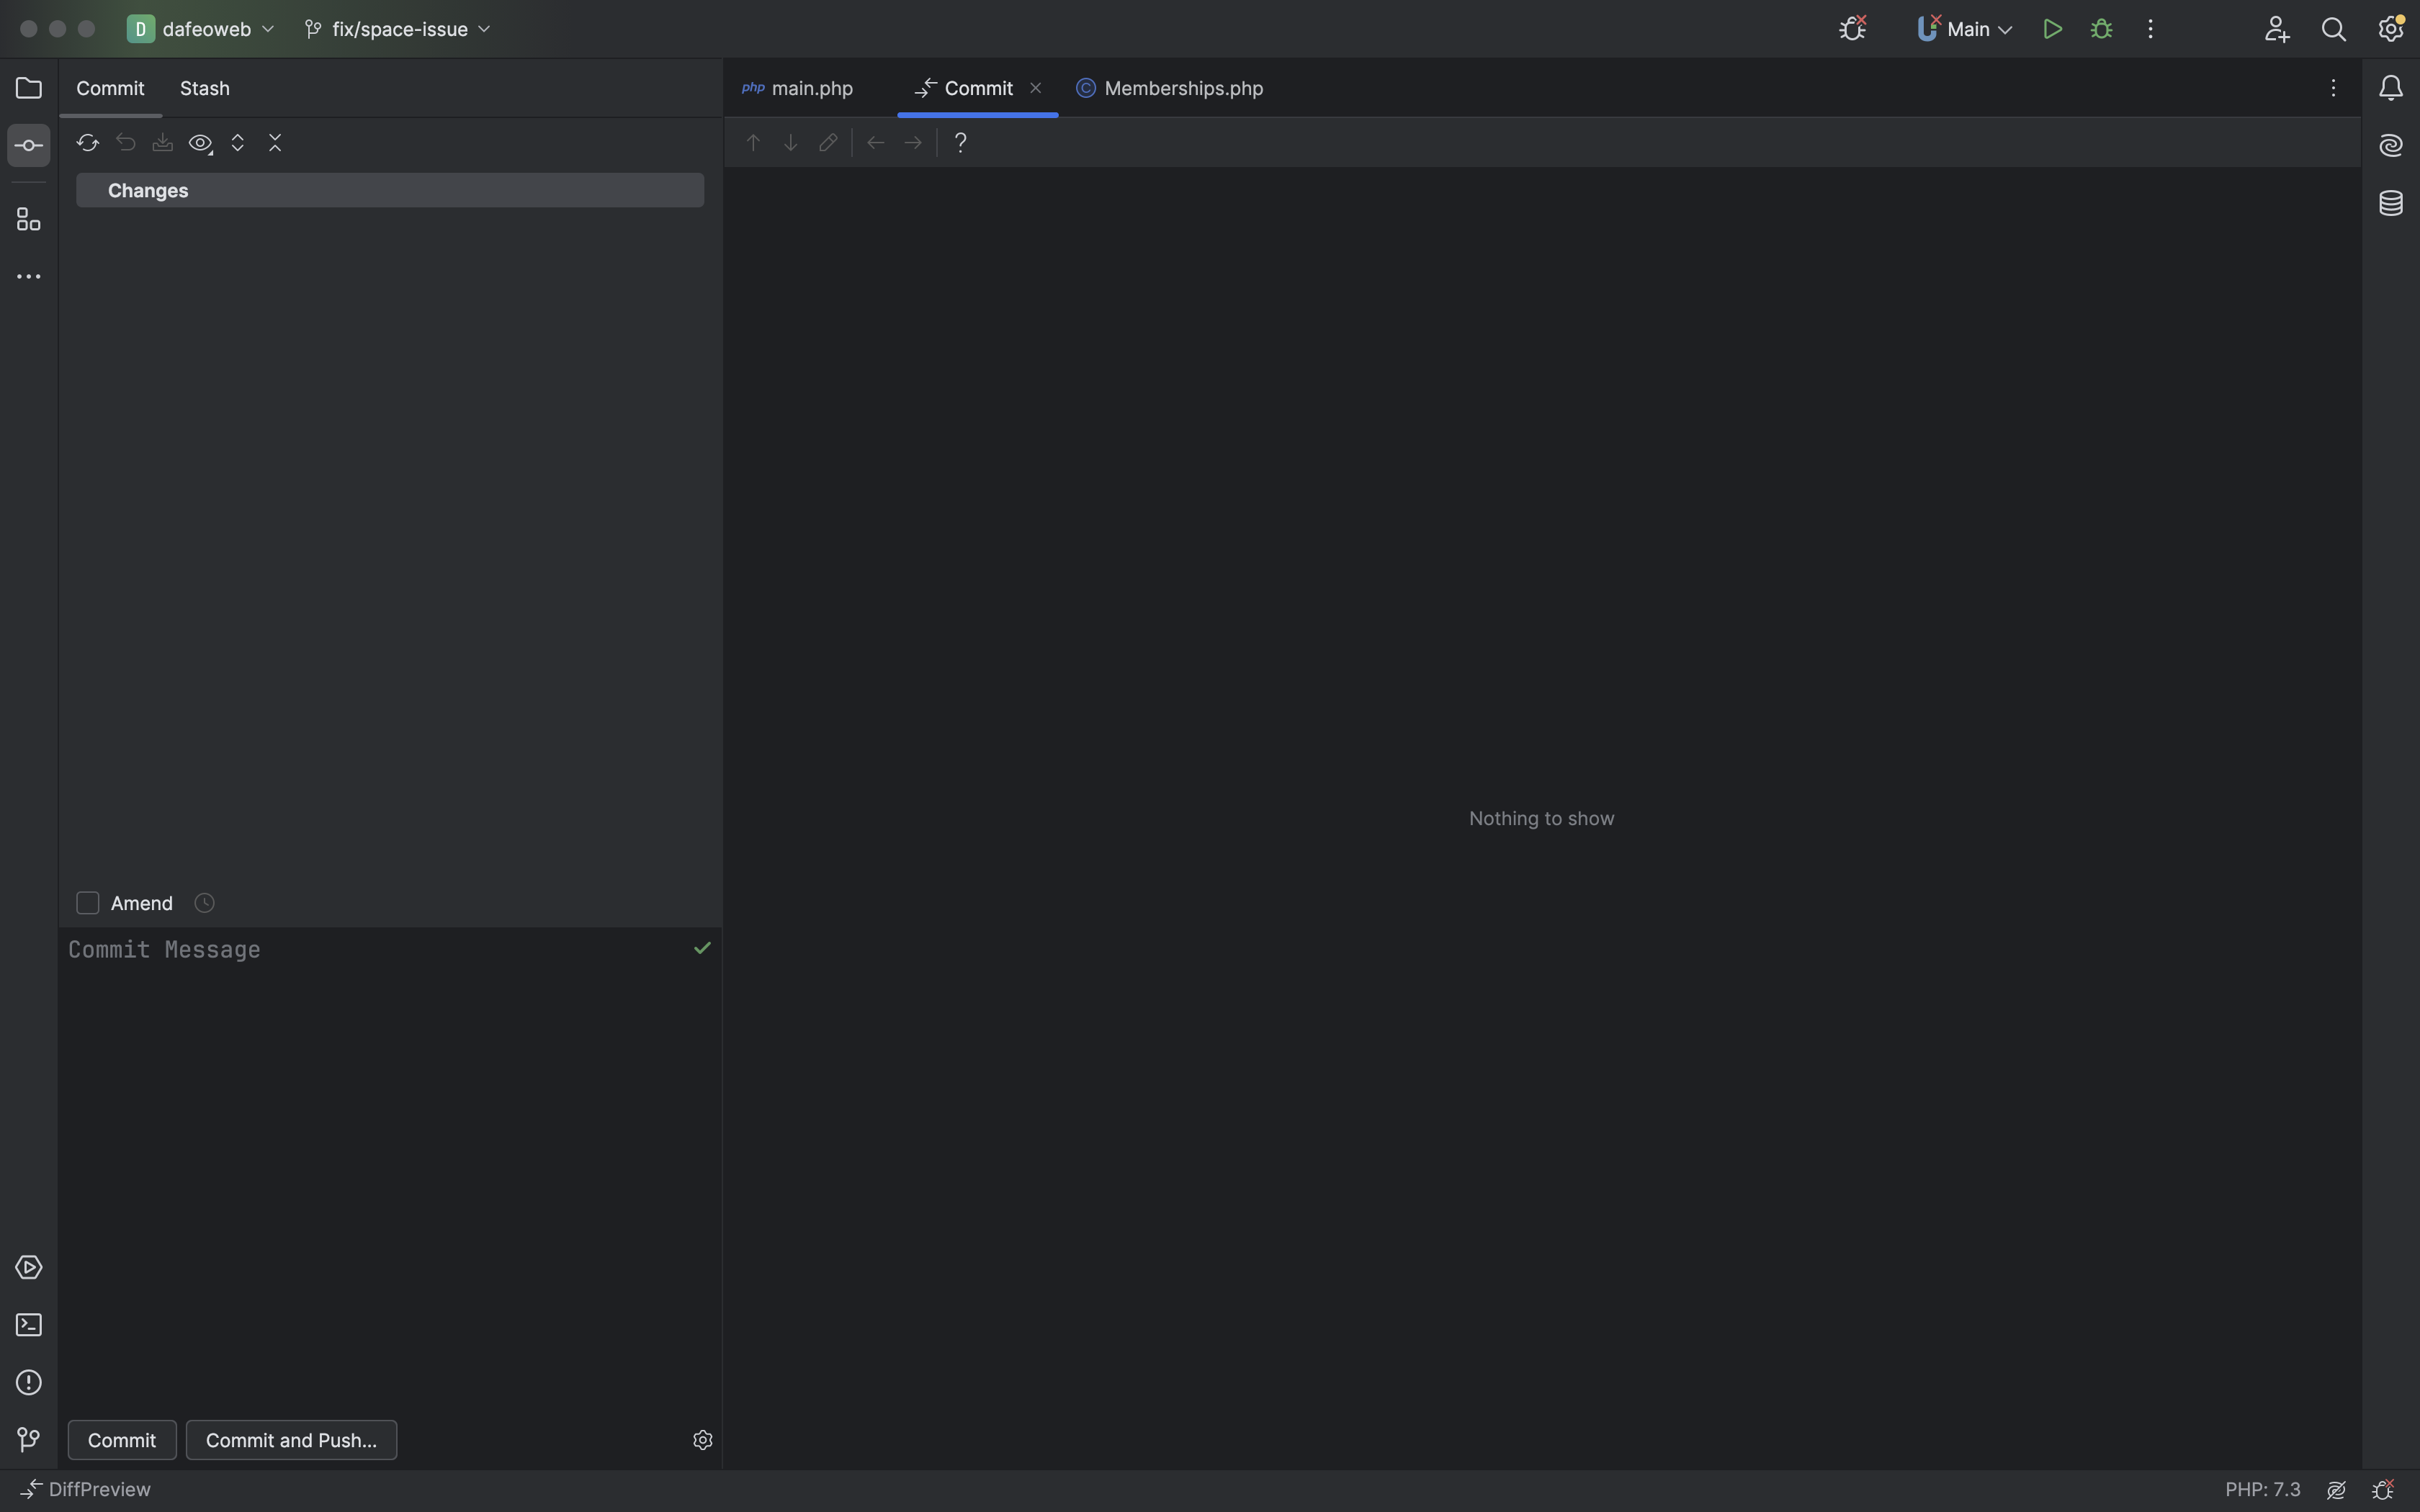 D dafeoweb fix/space-issue Main
Commit Stash
php main.php Commit Memberships.php
Changes
Nothing to show
Amend
Commit Message
Commit Commit and Push...
DiffPreview PHP: 7.3